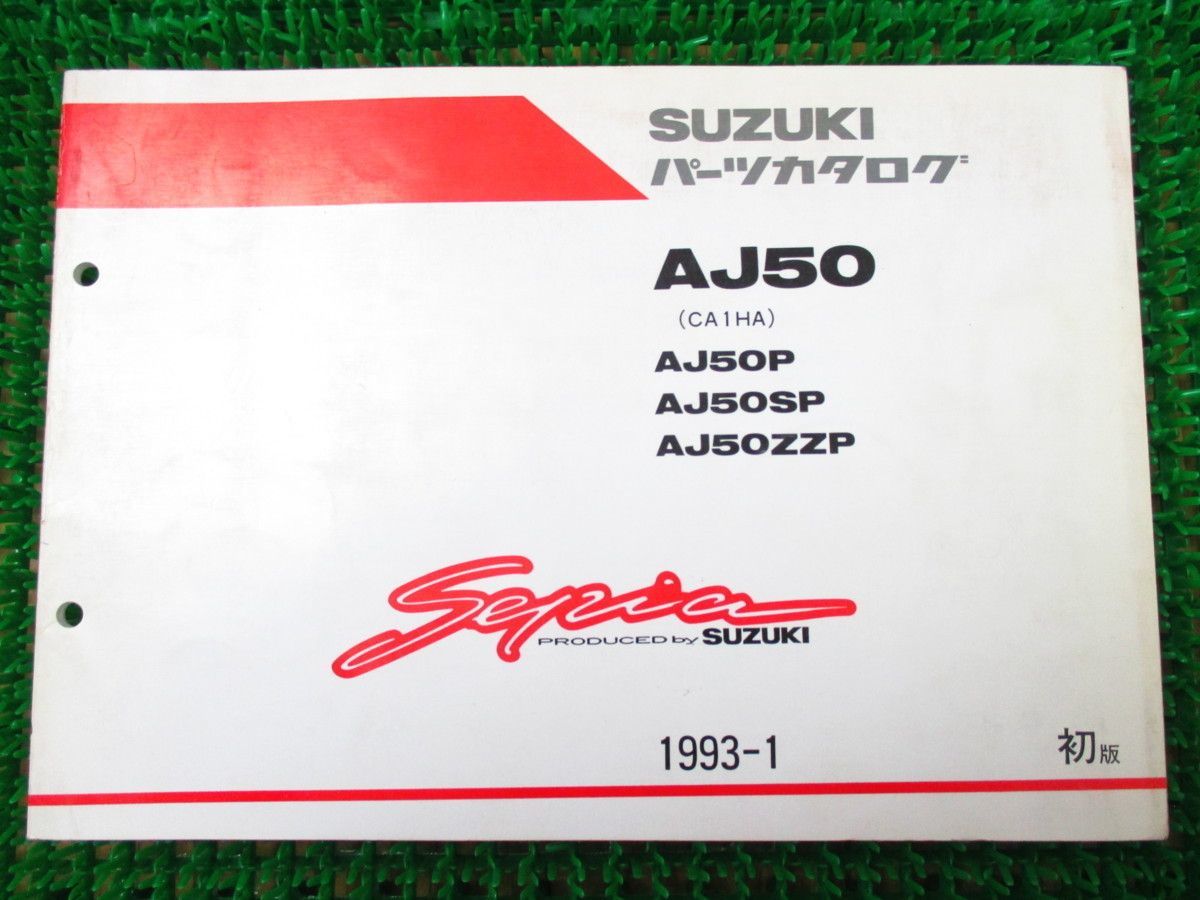 SUZUKI
パーツカタログ
AJ50
(CA1HA)
AJ50P
AJ50SP
AJ50ZZP
Sepia
PRODUCED by SUZUKI
1993-1
初版